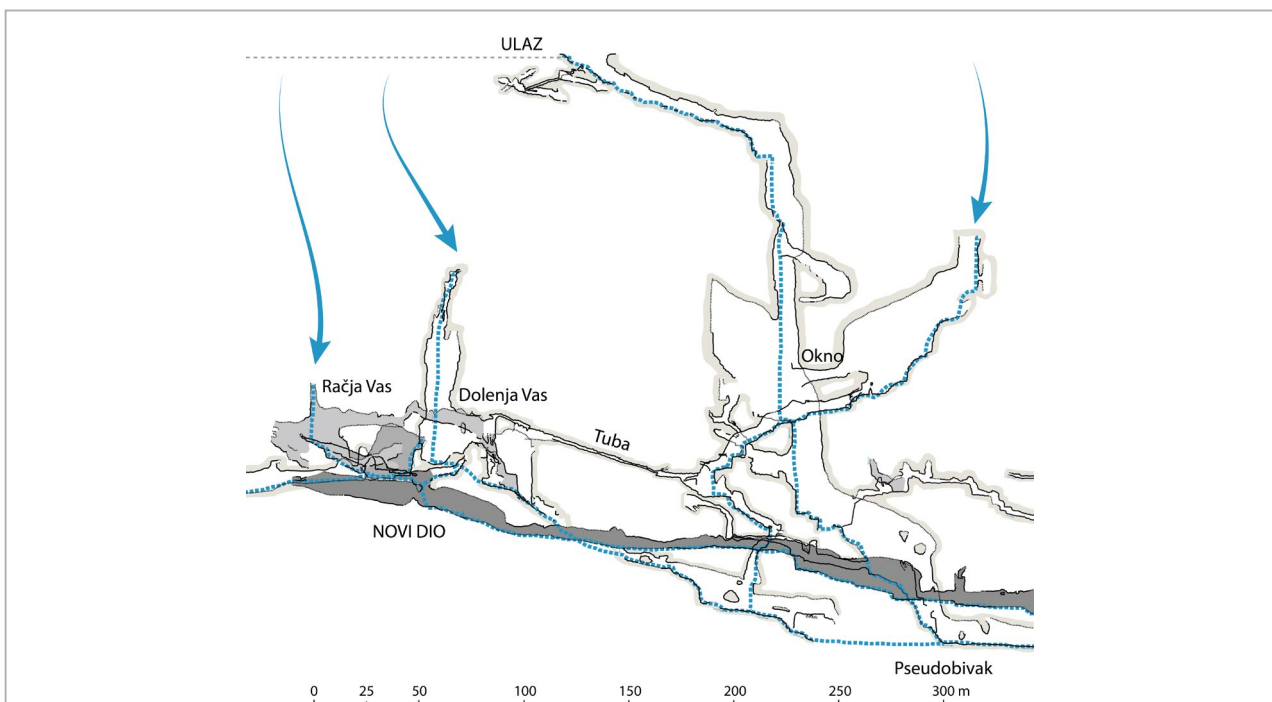 ULAZ
Okno
Račja Vas
Dolenja Vas
Tuba
NOVI DIO
Pseudobivak
0 25 50 100 150 200 250 300 m